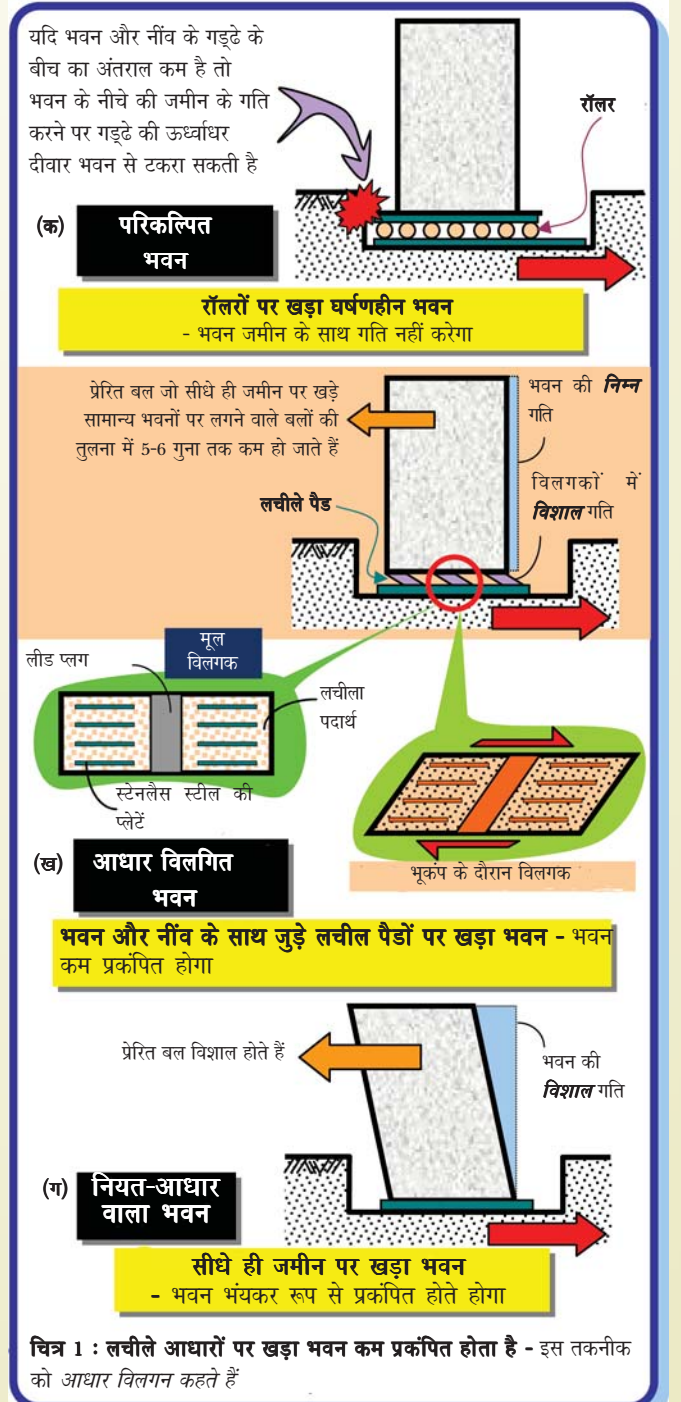 यदि भवन और नींव के गड्ढे के
बीच का अंतराल कम है तो
भवन के नीचे की जमीन के गति
करने पर गड्ढे की ऊर्ध्वाधर
दीवार भवन से टकरा सकती है
रॉलर
(क) परिकल्पित
भवन
रॉलरों पर खड़ा घर्षणहीन भवन
- भवन जमीन के साथ गति नहीं करेगा
प्रेरित बल जो सीधे ही जमीन पर खड़े
सामान्य भवनों पर लगने वाले बलों की
तुलना में 5-6 गुना तक कम हो जाते हैं
भवन की निम्न
गति
विलगकों में
विशाल गति
लचीले पैड
मूल
विलगक
लीड प्लग
लचीला
पदार्थ
स्टेनलैस स्टील की
प्लेटें
भूकंप के दौरान विलगक
(ख) आधार विलगित
भवन
भवन और नींव के साथ जुड़े लचील पैडों पर खड़ा भवन - भवन
कम प्रकंपित होगा
प्रेरित बल विशाल होते हैं
भवन की
विशाल गति
(ग) नियत-आधार
वाला भवन
सीधे ही जमीन पर खड़ा भवन
- भवन भंयकर रूप से प्रकंपित होते होगा
चित्र 1 : लचीले आधारों पर खड़ा भवन कम प्रकंपित होता है - इस तकनीक
को आधार विलगन कहते हैं